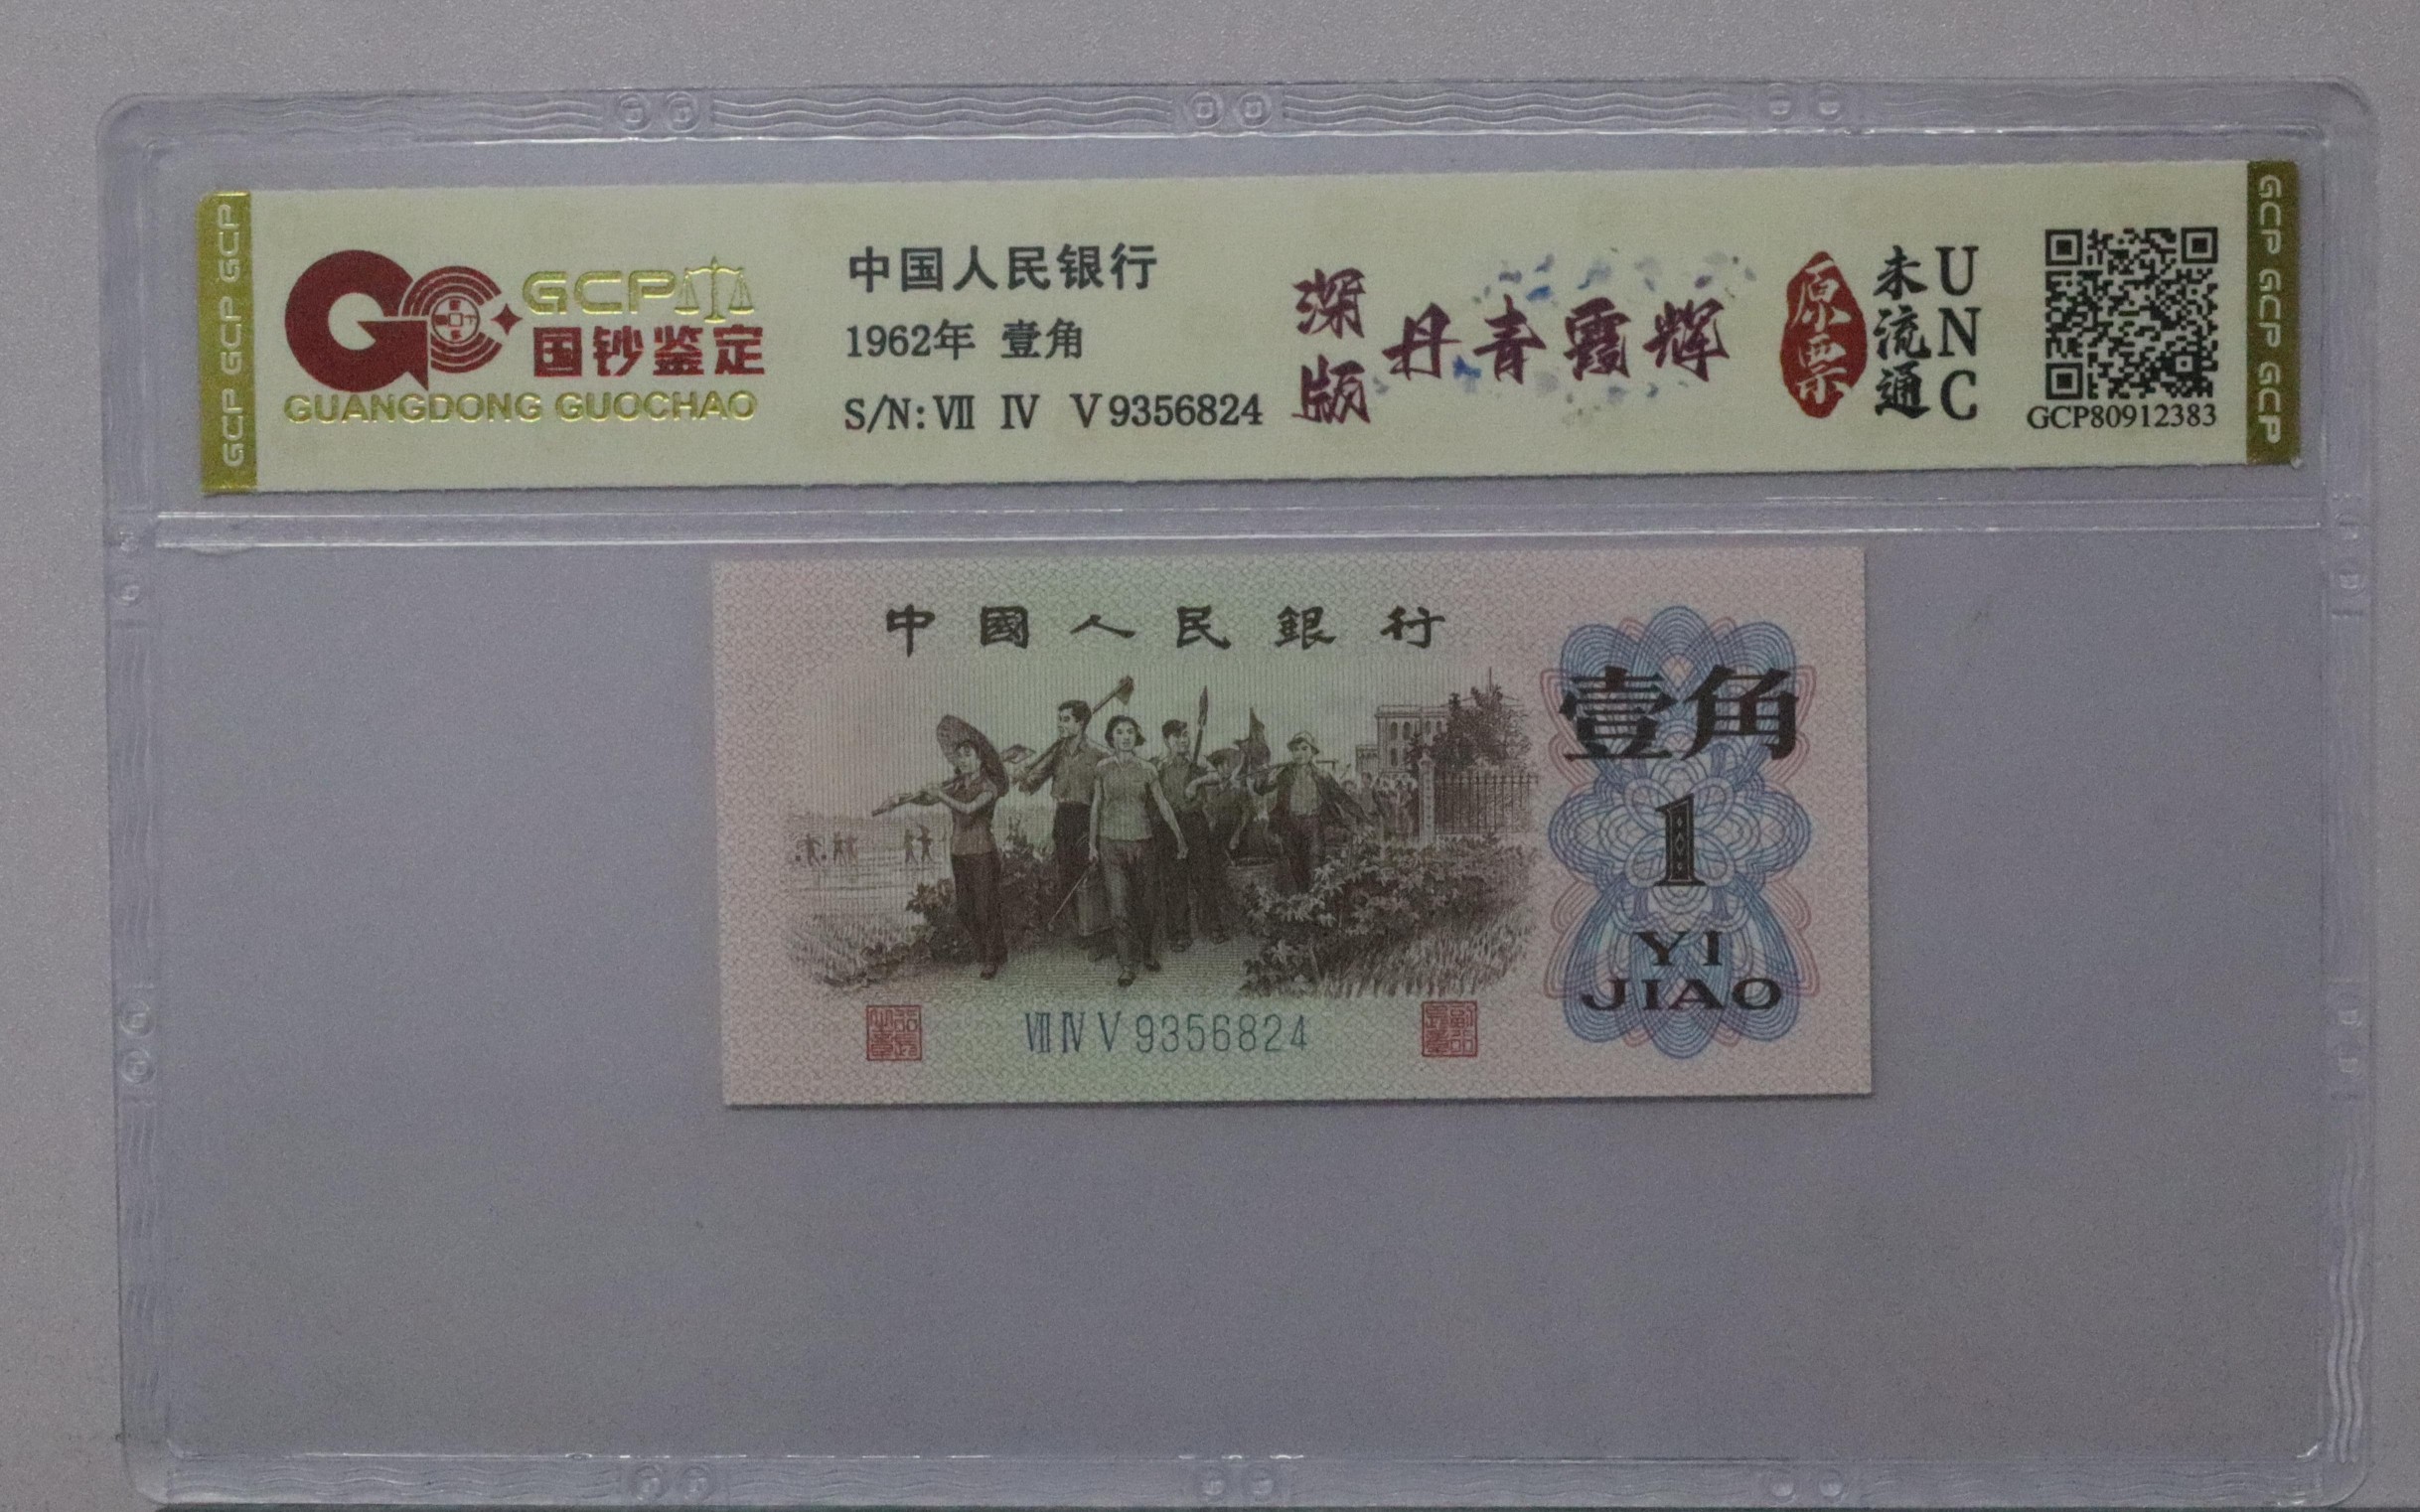 GCP GCP GCP
GCP
国钞鉴定
GUANGDONG GUOCHAO
中国人民银行
1962年 壹角
S/N: Ⅶ Ⅳ Ⅴ 9356824
深版
丹青霞辉
原票
未流通
UNC
GCP80912383
GCP GCP GCP
中國人民銀行
壹角
1
YI
JIAO
Ⅶ Ⅳ Ⅴ 9356824